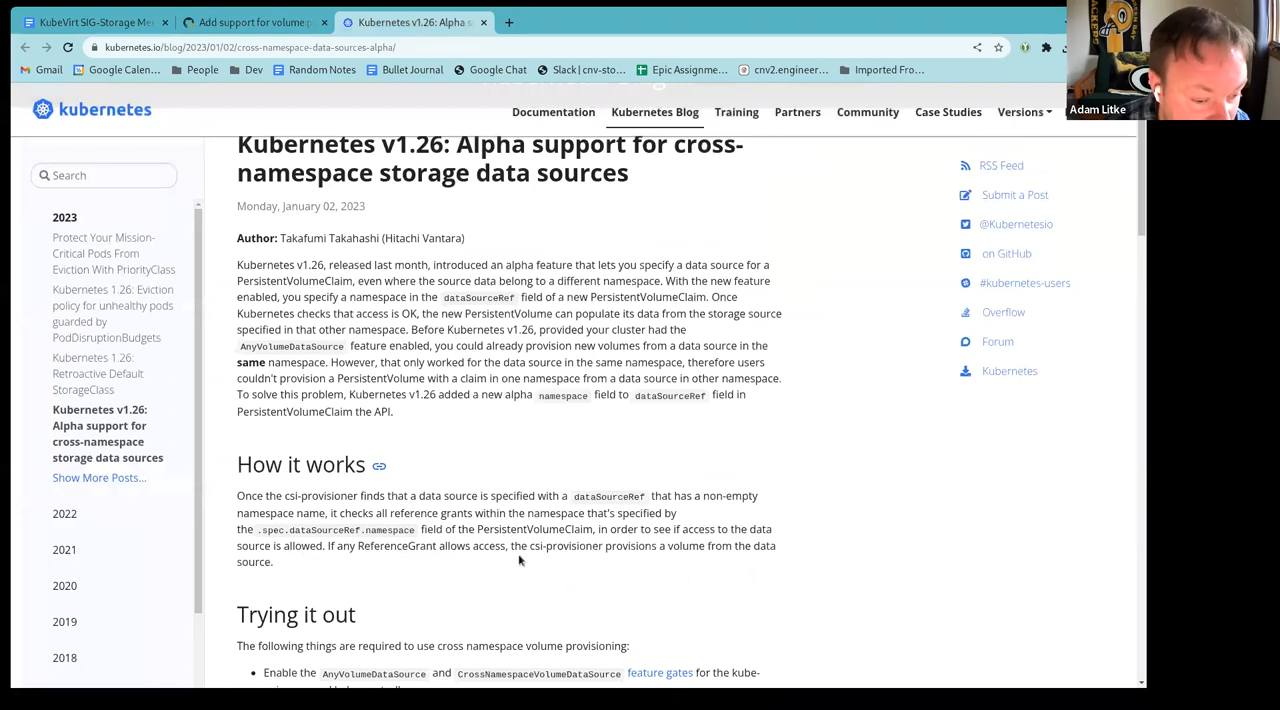 KubeVirt SIG-Storage Me
Add support for volume
Kubernetes v1.26: Alpha s
kubernetes.io/blog/2023/01/02/cross-namespace-data-sources-alpha/
Gmail
Google Calen...
People
Dev
Random Notes
Bullet Journal
Google Chat
Slack | cnv-sto...
Epic Assignme...
cnv2.engineer...
Imported Fro...
PACKERS
Adam Litke
kubernetes
Documentation
Kubernetes Blog
Training
Partners
Community
Case Studies
Versions
Search
2023
Protect Your Mission-
Critical Pods From
Eviction With PriorityClass
Kubernetes 1.26: Eviction
policy for unhealthy pods
guarded by
PodDisruptionBudgets
Kubernetes 1.26:
Retroactive Default
StorageClass
Kubernetes v1.26:
Alpha support for
cross-namespace
storage data sources
Show More Posts...
2022
2021
2020
2019
2018
Kubernetes v1.26: Alpha support for cross-
namespace storage data sources
Monday, January 02, 2023
Author: Takafumi Takahashi (Hitachi Vantara)
Kubernetes v1.26, released last month, introduced an alpha feature that lets you specify a data source for a
PersistentVolumeClaim, even where the source data belong to a different namespace. With the new feature
enabled, you specify a namespace in the dataSourceRef field of a new PersistentVolumeClaim. Once
Kubernetes checks that access is OK, the new PersistentVolume can populate its data from the storage source
specified in that other namespace. Before Kubernetes v1.26, provided your cluster had the
AnyVolumeDataSource feature enabled, you could already provision new volumes from a data source in the
same namespace. However, that only worked for the data source in the same namespace, therefore users
couldn't provision a PersistentVolume with a claim in one namespace from a data source in other namespace.
To solve this problem, Kubernetes v1.26 added a new alpha namespace field to dataSourceRef field in
PersistentVolumeClaim the API.
How it works
Once the csi-provisioner finds that a data source is specified with a dataSourceRef that has a non-empty
namespace name, it checks all reference grants within the namespace that's specified by
the .spec.dataSourceRef.namespace field of the PersistentVolumeClaim, in order to see if access to the data
source is allowed. If any ReferenceGrant allows access, the csi-provisioner provisions a volume from the data
source.
Trying it out
The following things are required to use cross namespace volume provisioning:
Enable the AnyVolumeDataSource and CrossNamespaceVolumeDataSource feature gates for the kube-
RSS Feed
Submit a Post
@Kubernetesio
on GitHub
#kubernetes-users
Overflow
Forum
Kubernetes